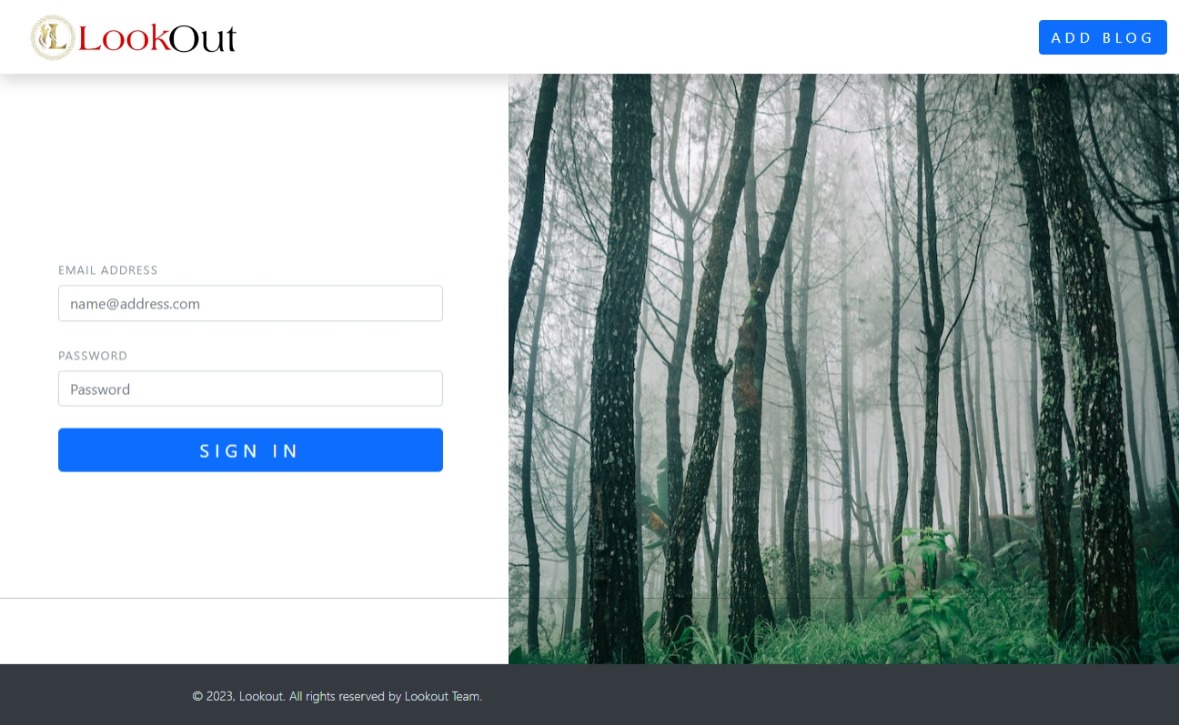 LookOut
ADD BLOG
EMAIL ADDRESS
name@address.com
PASSWORD
Password
SIGN IN
© 2023, Lookout. All rights reserved by Lookout Team.